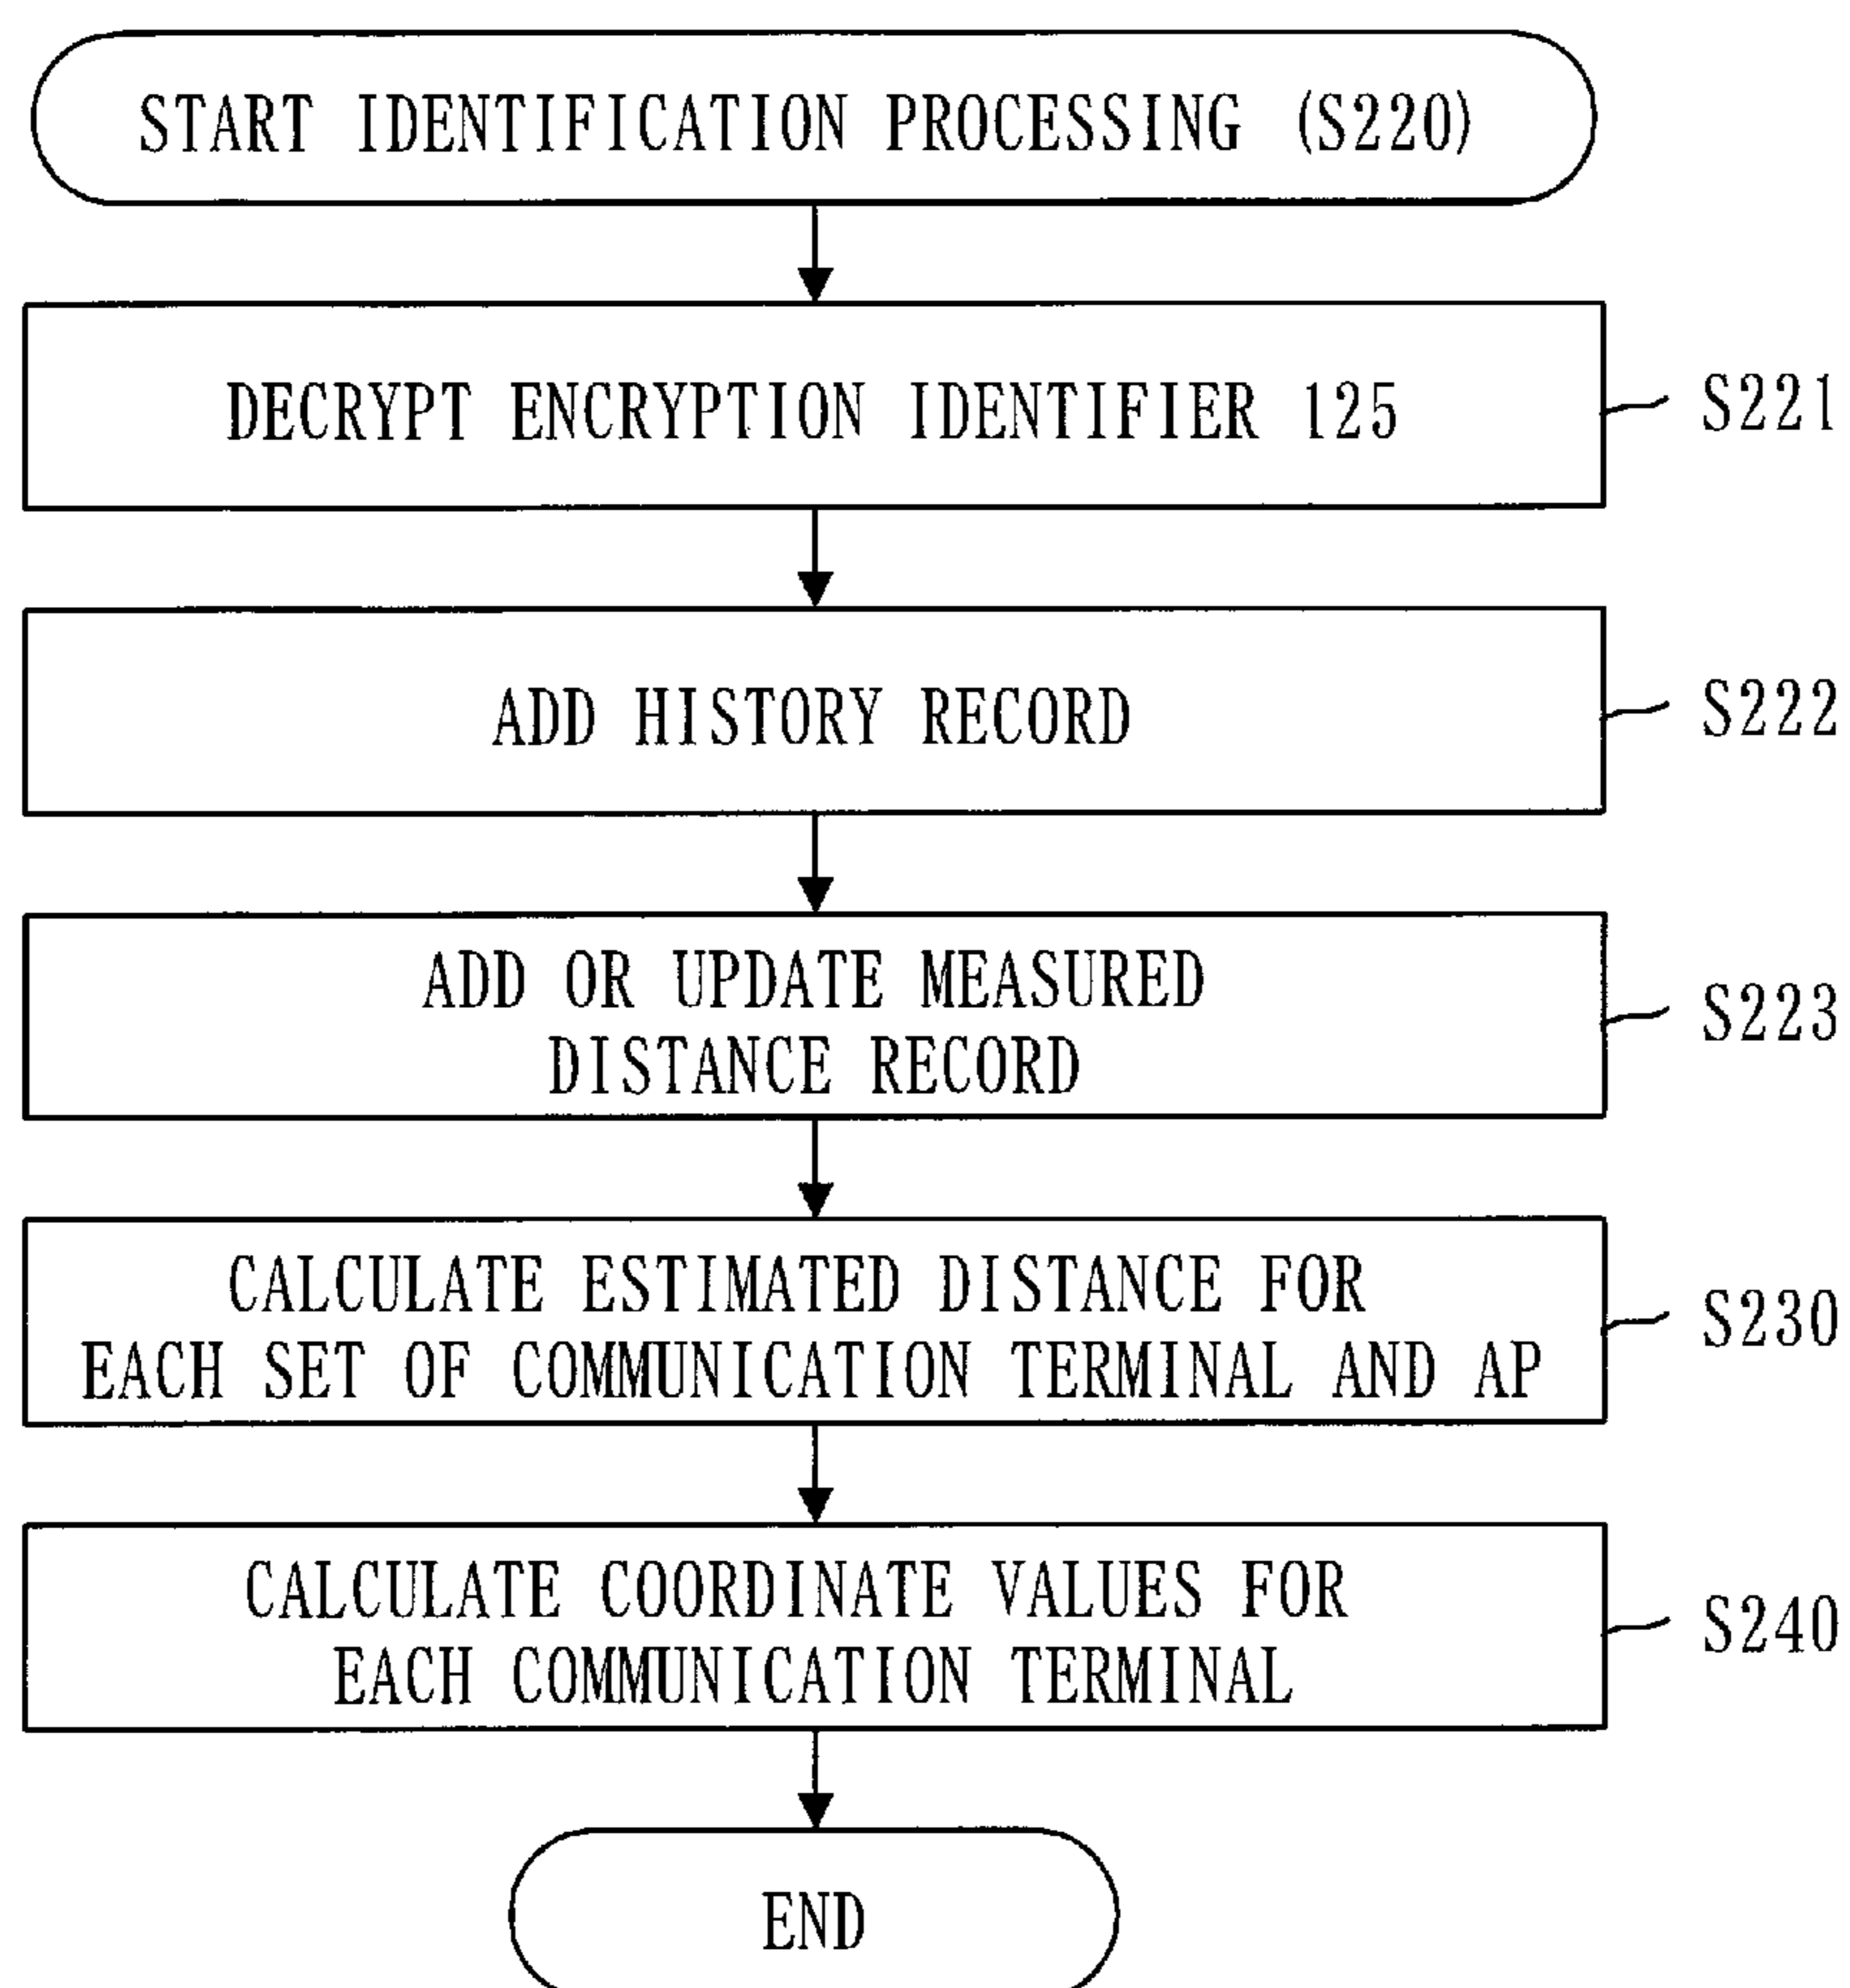 START IDENTIFICATION PROCESSING (S220)
DECRYPT ENCRYPTION IDENTIFIER 125
S221
ADD HISTORY RECORD
S222
ADD OR UPDATE MEASURED
DISTANCE RECORD
S223
CALCULATE ESTIMATED DISTANCE FOR
EACH SET OF COMMUNICATION TERMINAL AND AP
S230
CALCULATE COORDINATE VALUES FOR
EACH COMMUNICATION TERMINAL
S240
END